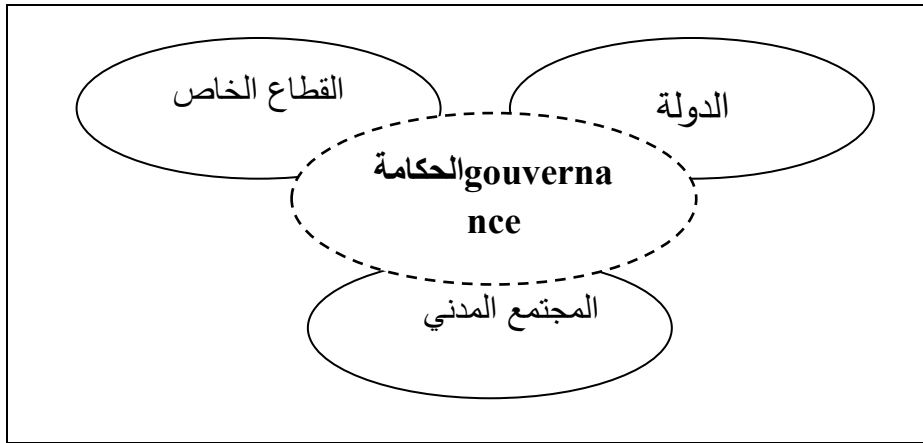 الدولة
القطاع الخاص
الحكامةgouverna
nce
المجتمع المدني